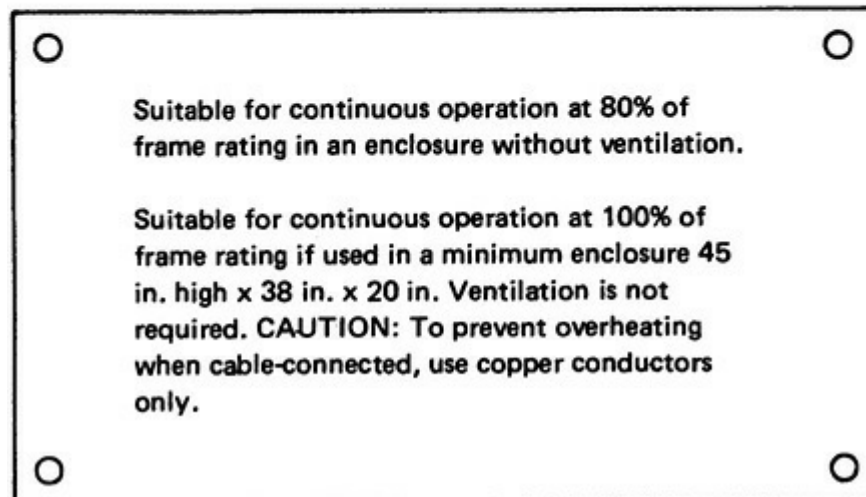 Suitable for continuous operation at 80% of
frame rating in an enclosure without ventilation.
Suitable for continuous operation at 100% of
frame rating if used in a minimum enclosure 45
in. high x 38 in. x 20 in. Ventilation is not
required. CAUTION: To prevent overheating
when cable-connected, use copper conductors
only.